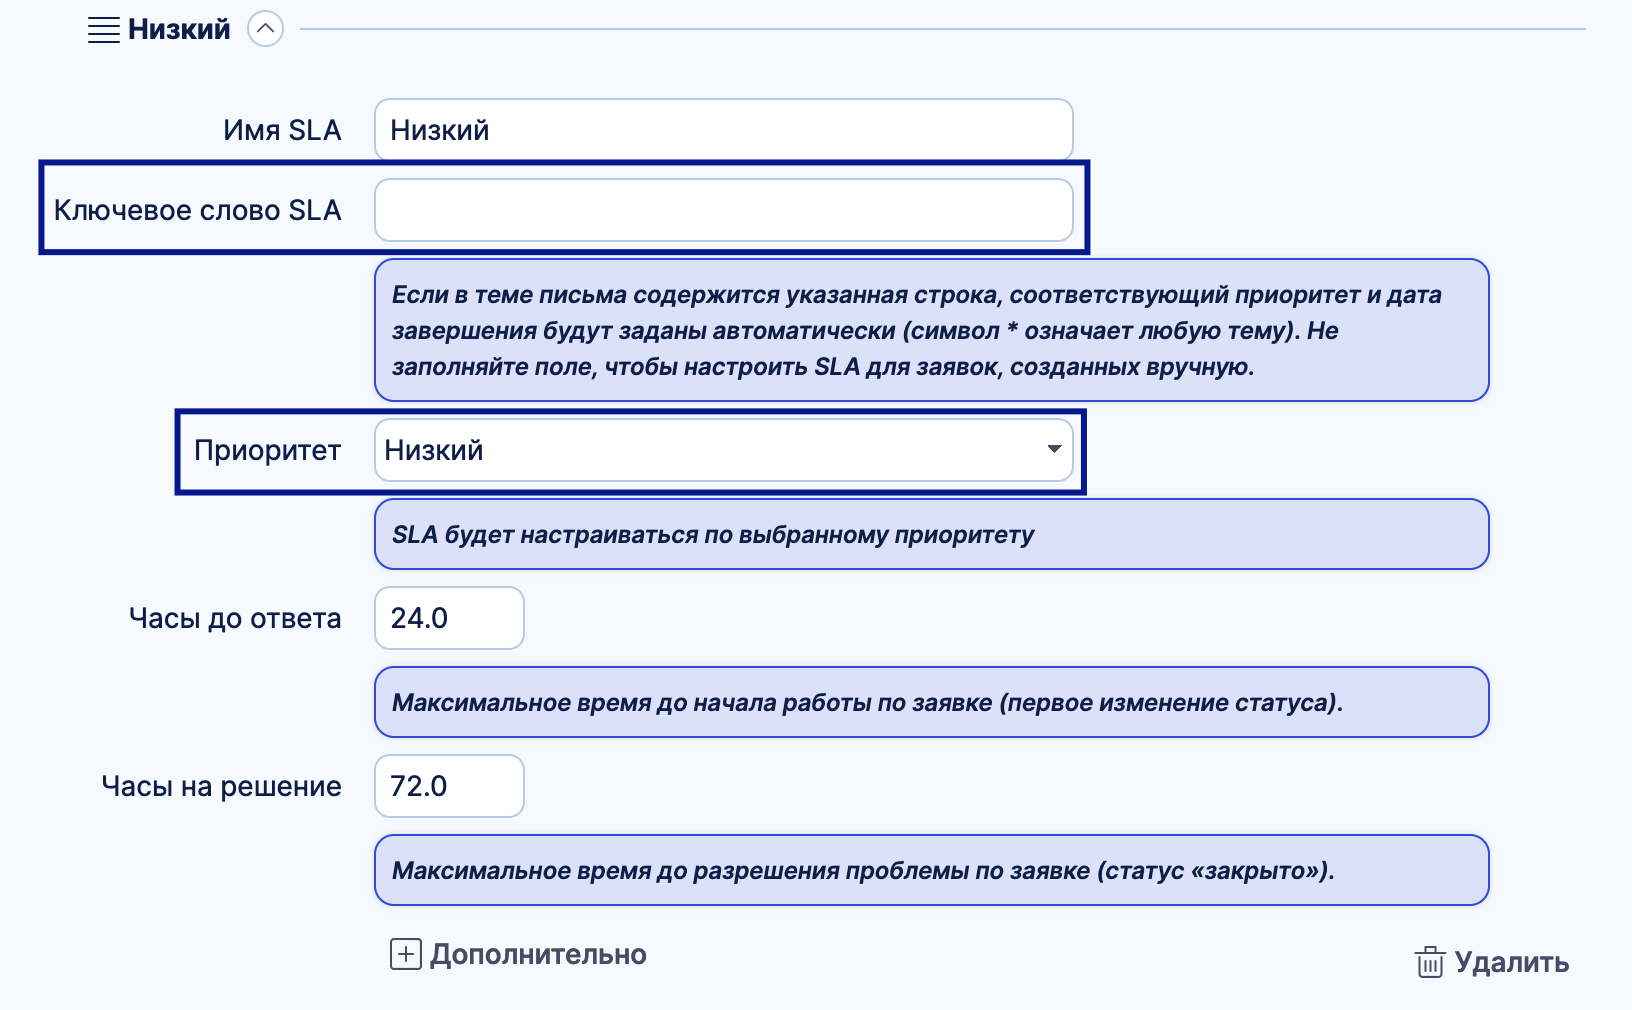 Низкий
Имя SLA Низкий
Ключевое слово SLA
Если в теме письма содержится указанная строка, соответствующий приоритет и дата
завершения будут заданы автоматически (символ * означает любую тему). Не
заполняйте поле, чтобы настроить SLA для заявок, созданных вручную.
Приоритет Низкий
SLA будет настраиваться по выбранному приоритету
Часы до ответа 24.0
Максимальное время до начала работы по заявке (первое изменение статуса).
Часы на решение 72.0
Максимальное время до разрешения проблемы по заявке (статус «закрыто»).
Дополнительно
Удалить